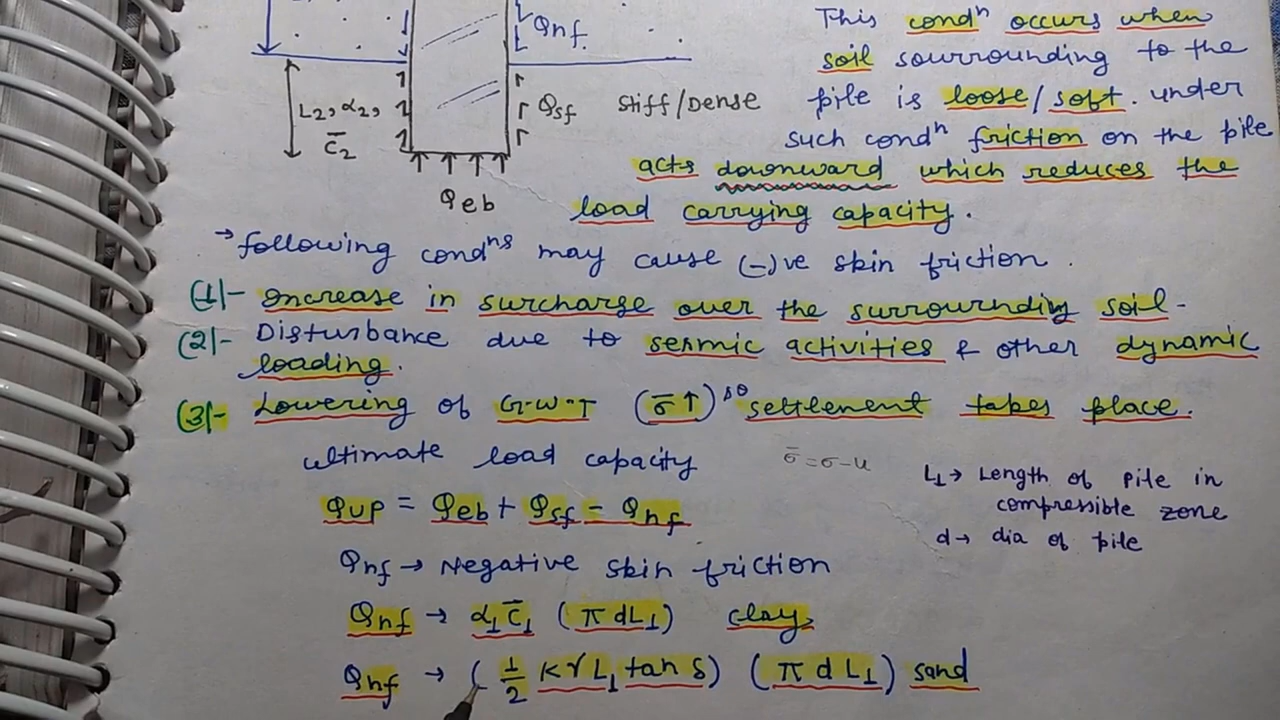 Qnf.
This condⁿ occurs when
soil sourrounding to the
L₂, α₂, c̄₂
Qsf
Stiff/Dense
pile is loose/soft. under
such condⁿ friction on the pile
acts downward which reduces the
Qeb
load carrying capacity.
→ following condⁿˢ may cause (-)ve skin friction.
(1)- Increase in surcharge over the surrounding soil-
(2)- Disturbance due to sesmic activities & other dynamic
loading.
(3)- Lowering of G.W.T (σ̄↑) so settlement takes place.
ultimate load capacity
σ̄ = σ-u
QUP = Qeb + Qsf - Qnf
L₁→ Length of pile in
compressible zone
d→ dia of pile
Qnf → Negative skin friction
Qnf → α₁c̄₁ (π dL₁) clay,
Qnf → (1/2 KγL₁ tan δ) (π d L₁) sand